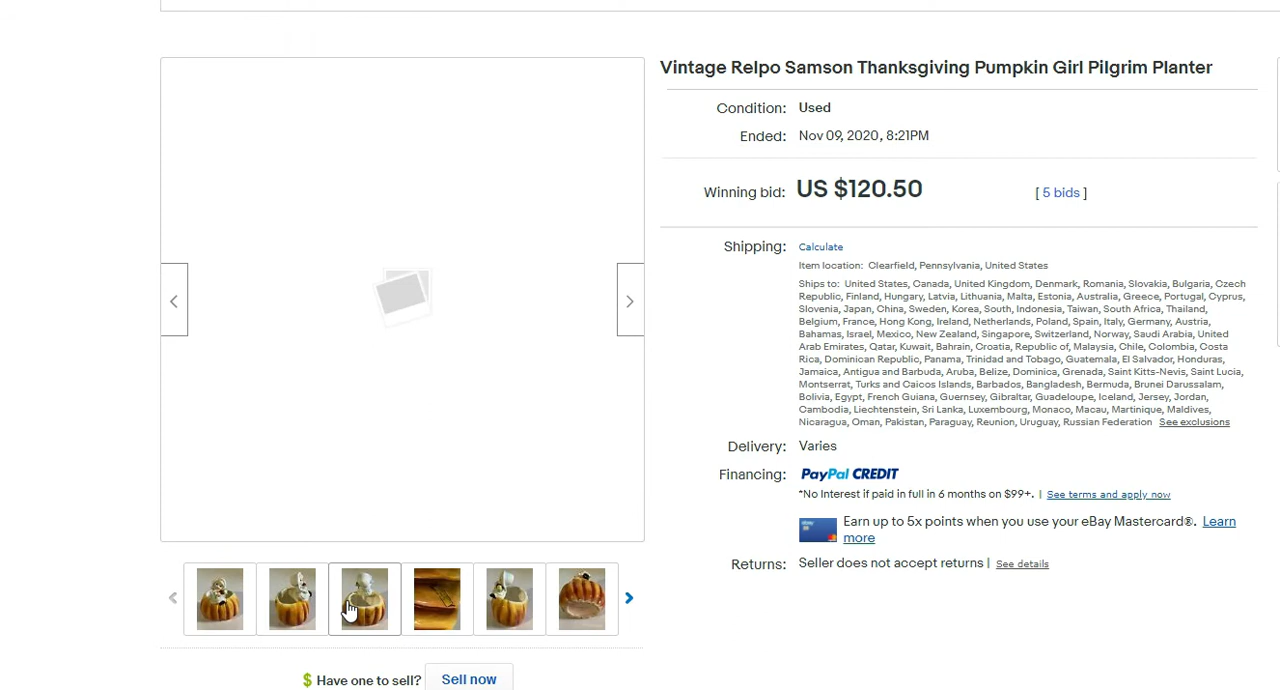 Vintage Relpo Samson Thanksgiving Pumpkin Girl Pilgrim Planter
Condition: Used
Ended: Nov 09, 2020, 8:21PM
Winning bid: US $120.50 [ 5 bids ]
Shipping: Calculate
Item location: Clearfield, Pennsylvania, United States
Ships to: United States, Canada, United Kingdom, Denmark, Romania, Slovakia, Bulgaria, Czech
Republic, Finland, Hungary, Latvia, Lithuania, Malta, Estonia, Australia, Greece, Portugal, Cyprus,
Slovenia, Japan, China, Sweden, Korea, South, Indonesia, Taiwan, South Africa, Thailand,
Belgium, France, Hong Kong, Ireland, Netherlands, Poland, Spain, Italy, Germany, Austria,
Bahamas, Israel, Mexico, New Zealand, Singapore, Switzerland, Norway, Saudi Arabia, United
Arab Emirates, Qatar, Kuwait, Bahrain, Croatia, Republic of, Malaysia, Chile, Colombia, Costa
Rica, Dominican Republic, Panama, Trinidad and Tobago, Guatemala, El Salvador, Honduras,
Jamaica, Antigua and Barbuda, Aruba, Belize, Dominica, Grenada, Saint Kitts-Nevis, Saint Lucia,
Montserrat, Turks and Caicos Islands, Barbados, Bangladesh, Bermuda, Brunei Darussalam,
Bolivia, Egypt, French Guiana, Guernsey, Gibraltar, Guadeloupe, Iceland, Jersey, Jordan,
Cambodia, Liechtenstein, Sri Lanka, Luxembourg, Monaco, Macau, Martinique, Maldives,
Nicaragua, Oman, Pakistan, Paraguay, Reunion, Uruguay, Russian Federation See exclusions
Delivery: Varies
Financing: PayPal CREDIT
*No Interest if paid in full in 6 months on $99+. | See terms and apply now
Earn up to 5x points when you use your eBay Mastercard®. Learn
more
Returns: Seller does not accept returns | See details
$ Have one to sell? Sell now